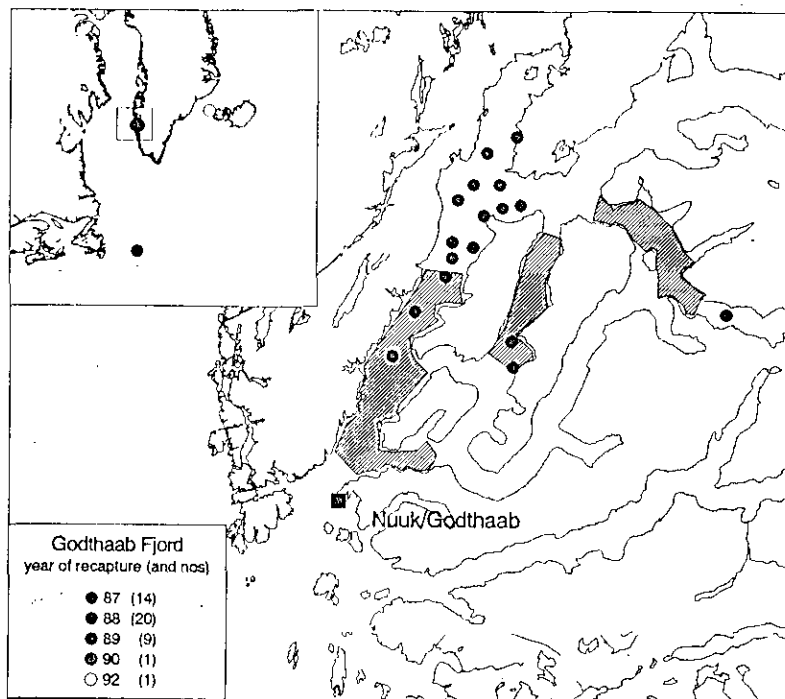 Nuuk/Godthaab
Godthaab Fjord
year of recapture (and nos)
87 (14)
88 (20)
89 (9)
90 (1)
92 (1)